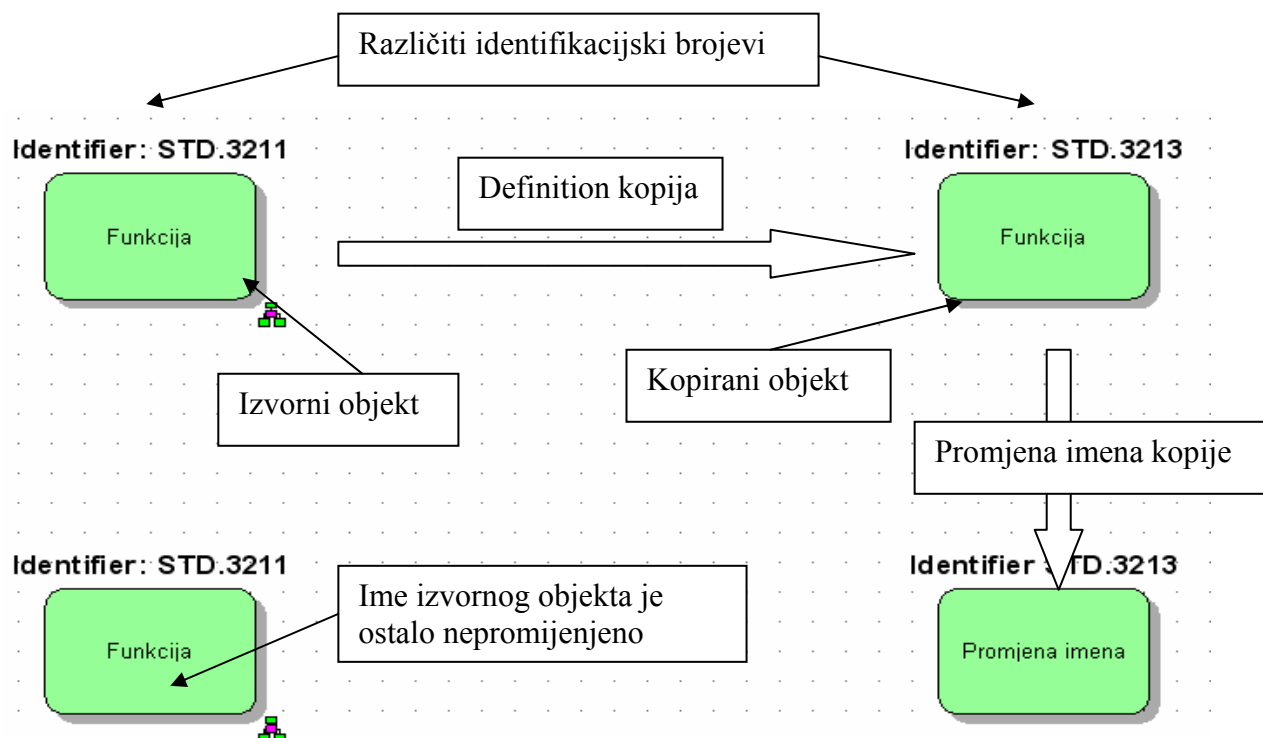 Različiti identifikacijski brojevi
Identifier: STD.3211
Identifier: STD.3213
Definition kopija
Funkcija
Funkcija
Izvorni objekt
Kopirani objekt
Promjena imena kopije
Identifier: STD.3211
Identifier STD.3213
Ime izvornog objekta je
ostalo nepromijenjeno
Funkcija
Promjena imena